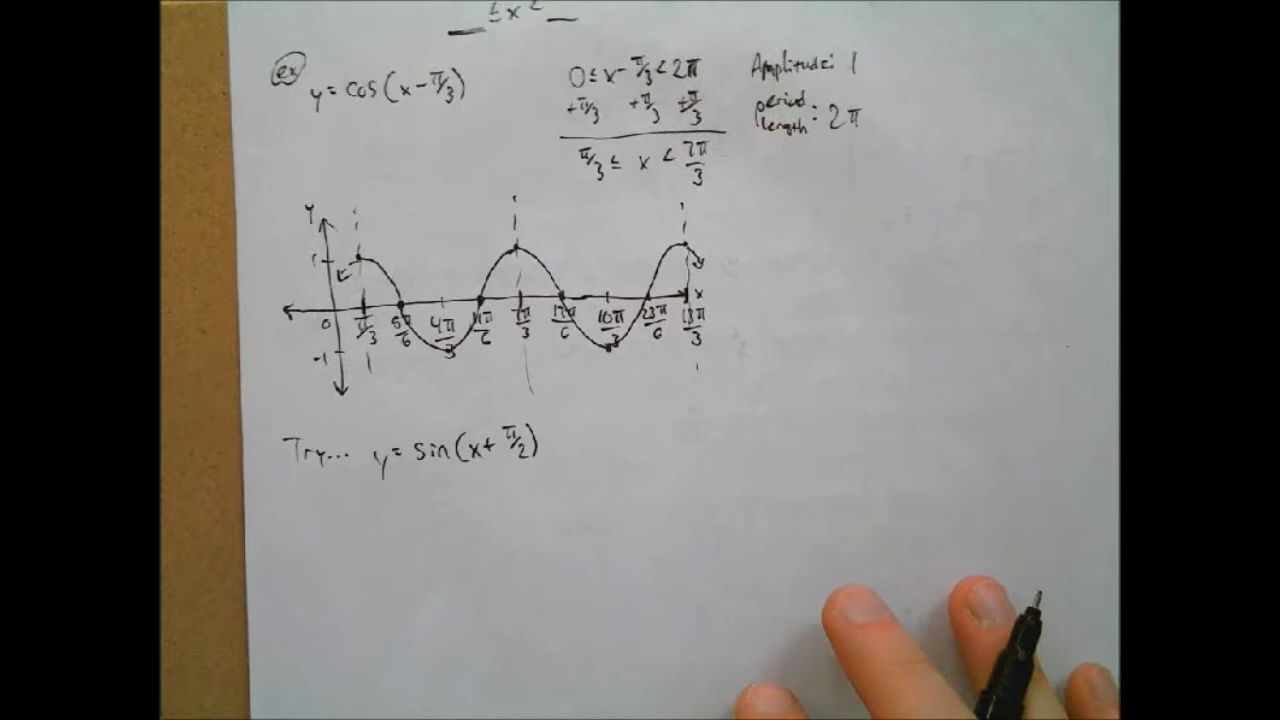 __ ≤ x < __
ex y = cos(x - π/3)
0 ≤ x - π/3 < 2π
+π/3 +π/3 +π/3
π/3 ≤ x < 7π/3
Amplitude: 1
period length: 2π
y
1
0 π/3 5π/6 4π/3 11π/6 7π/3 17π/6 10π/3 23π/6 13π/3 x
-1
Try... y = sin(x + π/2)